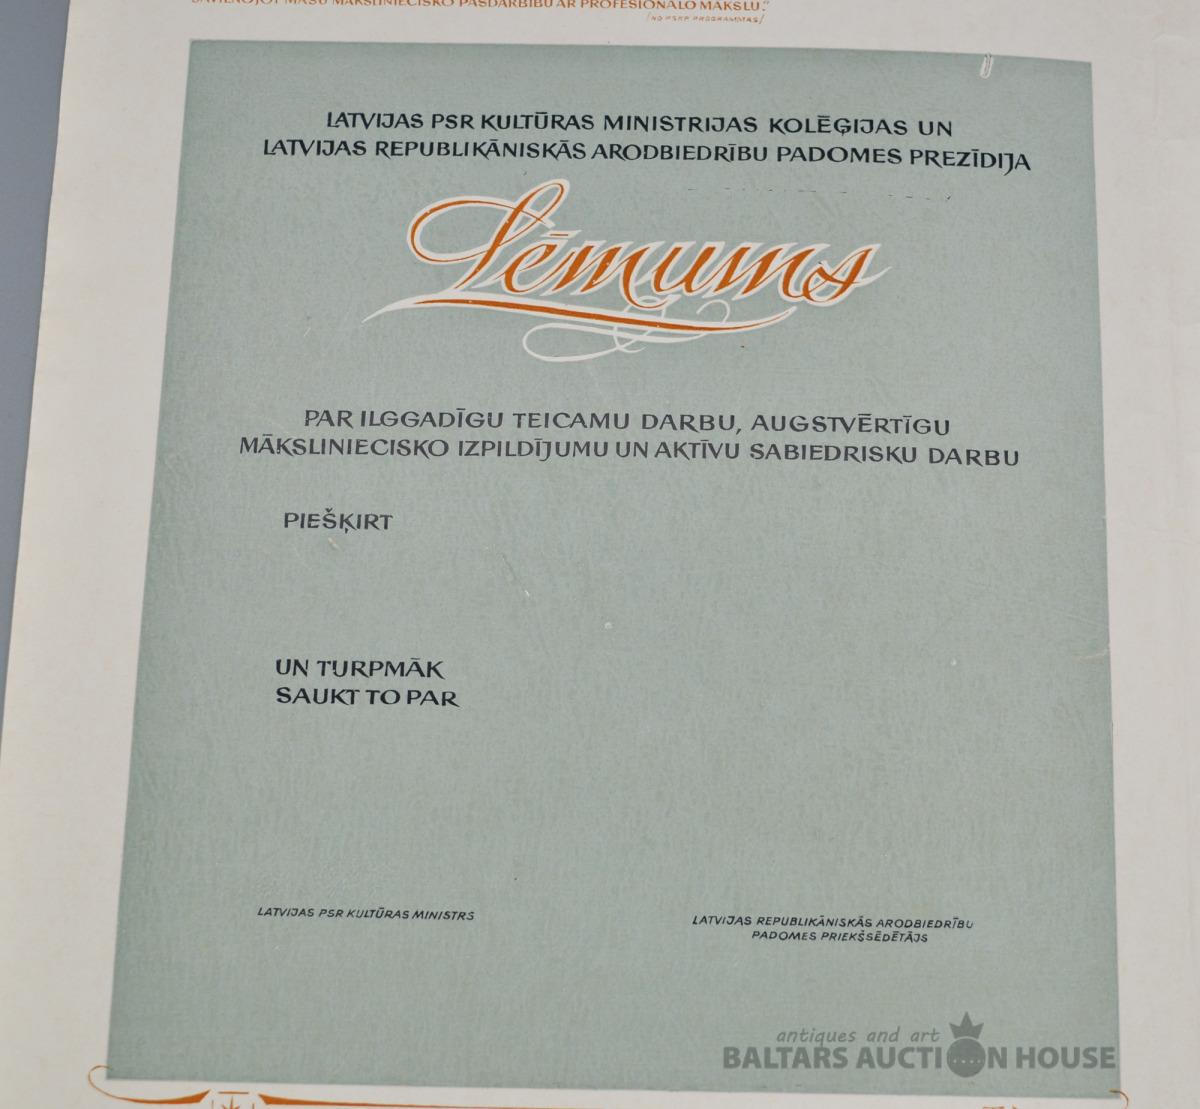 SAVIENOJOT MASU MĀKSLINIECISKO PAŠDARBĪBU AR PROFESIONĀLO MĀKSLU."
/NO PSKP PROGRAMMAS/
LATVIJAS PSR KULTŪRAS MINISTRIJAS KOLĒĢIJAS UN
LATVIJAS REPUBLIKĀNISKĀS ARODBIEDRĪBU PADOMES PREZĪDIJA
Lēmums
PAR ILGGADĪGU TEICAMU DARBU, AUGSTVĒRTĪGU
MĀKSLINIECISKO IZPILDĪJUMU UN AKTĪVU SABIEDRISKU DARBU
PIEŠĶIRT
UN TURPMĀK
SAUKT TO PAR
LATVIJAS PSR KULTŪRAS MINISTRS
LATVIJAS REPUBLIKĀNISKĀS ARODBIEDRĪBU
PADOMES PRIEKŠSĒDĒTĀJS
antiques and art
BALTARS AUCTION HOUSE